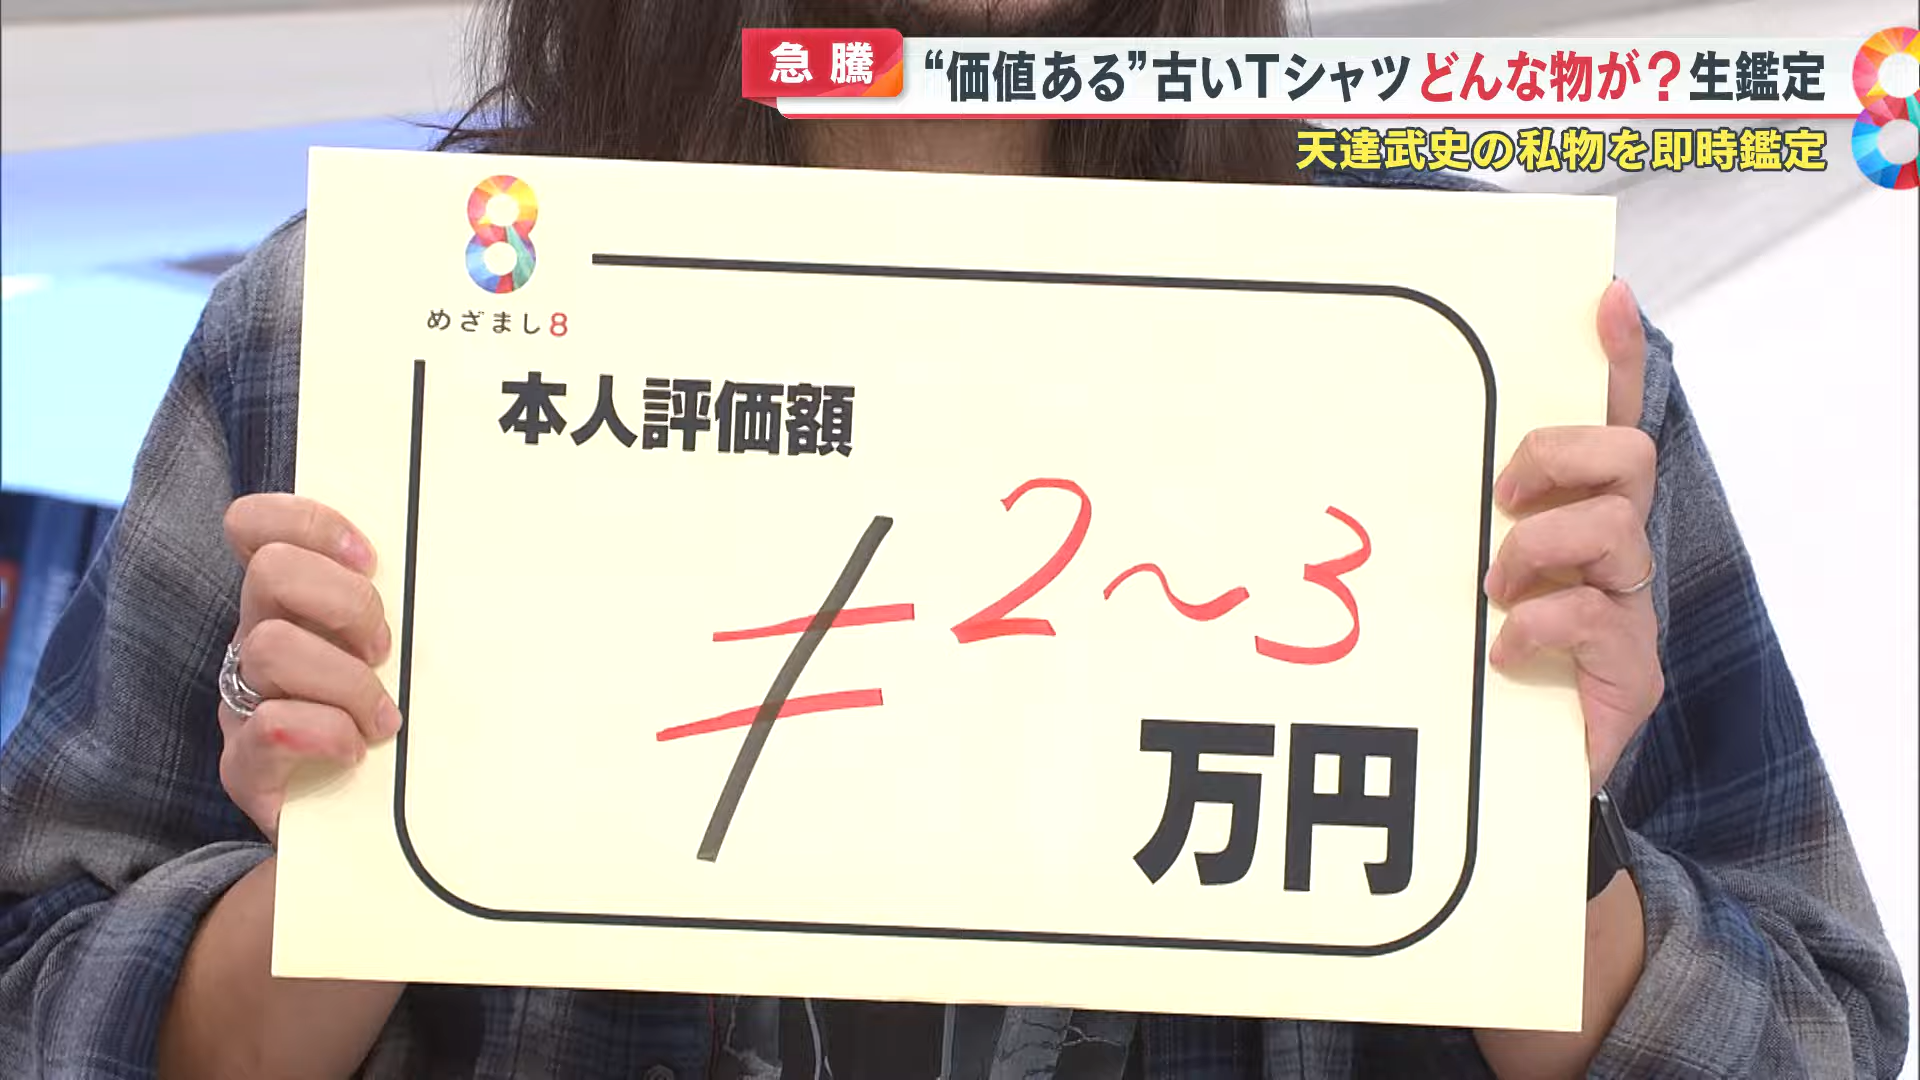 急騰
“価値ある”古いTシャツどんな物が？生鑑定
天達武史の私物を即時鑑定
8
めざまし8
本人評価額
1
2～3
万円